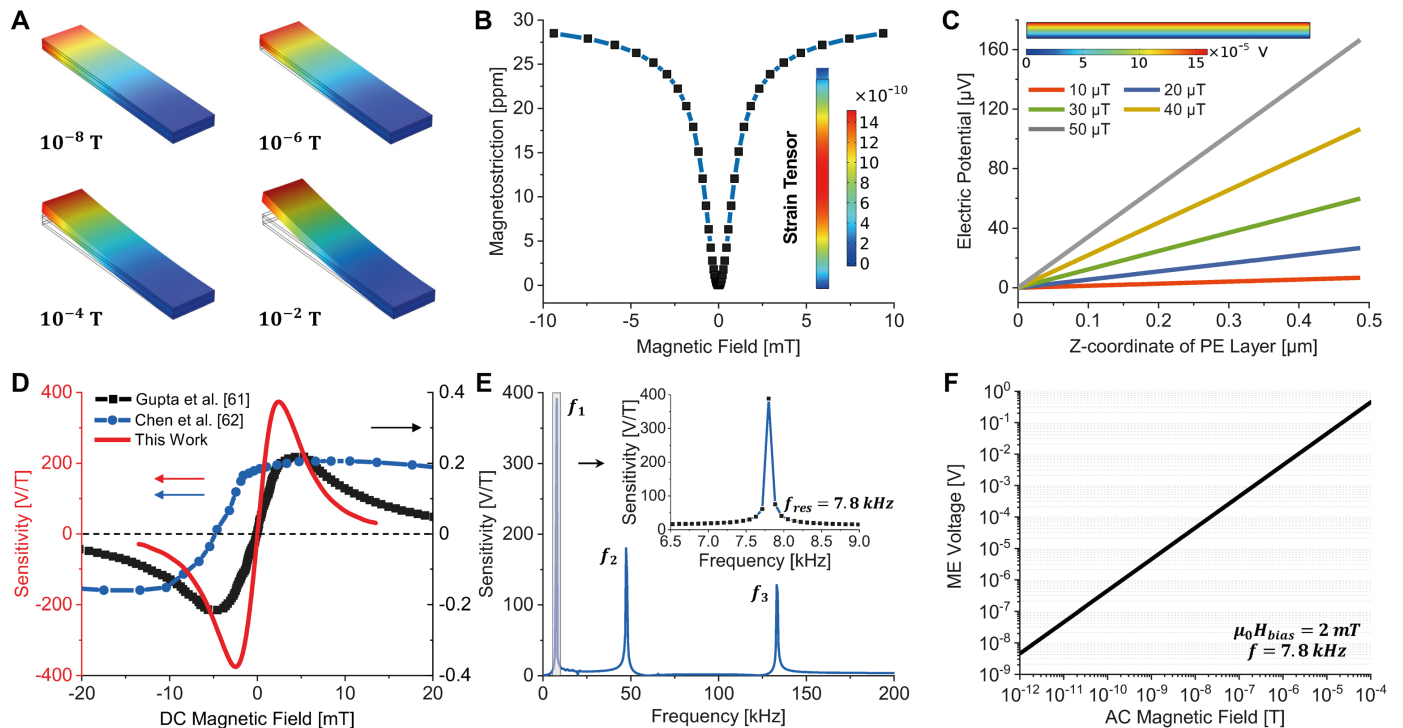 A
10⁻⁸ T
10⁻⁶ T
10⁻⁴ T
10⁻² T
B
Magnetostriction [ppm]
30
25
20
15
10
5
0
-10
-5
0
5
10
Magnetic Field [mT]
Strain Tensor
×10⁻¹⁰
14
12
10
8
6
4
2
0
C
Electric Potential [µV]
160
120
80
40
0
0
5
10
15
×10⁻⁵ V
10 µT
20 µT
30 µT
40 µT
50 µT
0
0.1
0.2
0.3
0.4
0.5
Z-coordinate of PE Layer [µm]
D
Sensitivity [V/T]
400
200
0
-200
-400
Gupta et al. [61]
Chen et al. [62]
This Work
0.4
0.2
0
-0.2
-0.4
-20
-10
0
10
20
DC Magnetic Field [mT]
E
Sensitivity [V/T]
400
300
200
100
0
f₁
f₂
f₃
Sensitivity [V/T]
400
300
200
100
0
f_res = 7.8 kHz
6.5
7.0
7.5
8.0
8.5
9.0
Frequency [kHz]
0
50
100
150
200
Frequency [kHz]
F
ME Voltage [V]
10⁰
10⁻¹
10⁻²
10⁻³
10⁻⁴
10⁻⁵
10⁻⁶
10⁻⁷
10⁻⁸
10⁻⁹
µ₀H_bias = 2 mT
f = 7.8 kHz
10⁻¹²
10⁻¹¹
10⁻¹⁰
10⁻⁹
10⁻⁸
10⁻⁷
10⁻⁶
10⁻⁵
10⁻⁴
AC Magnetic Field [T]